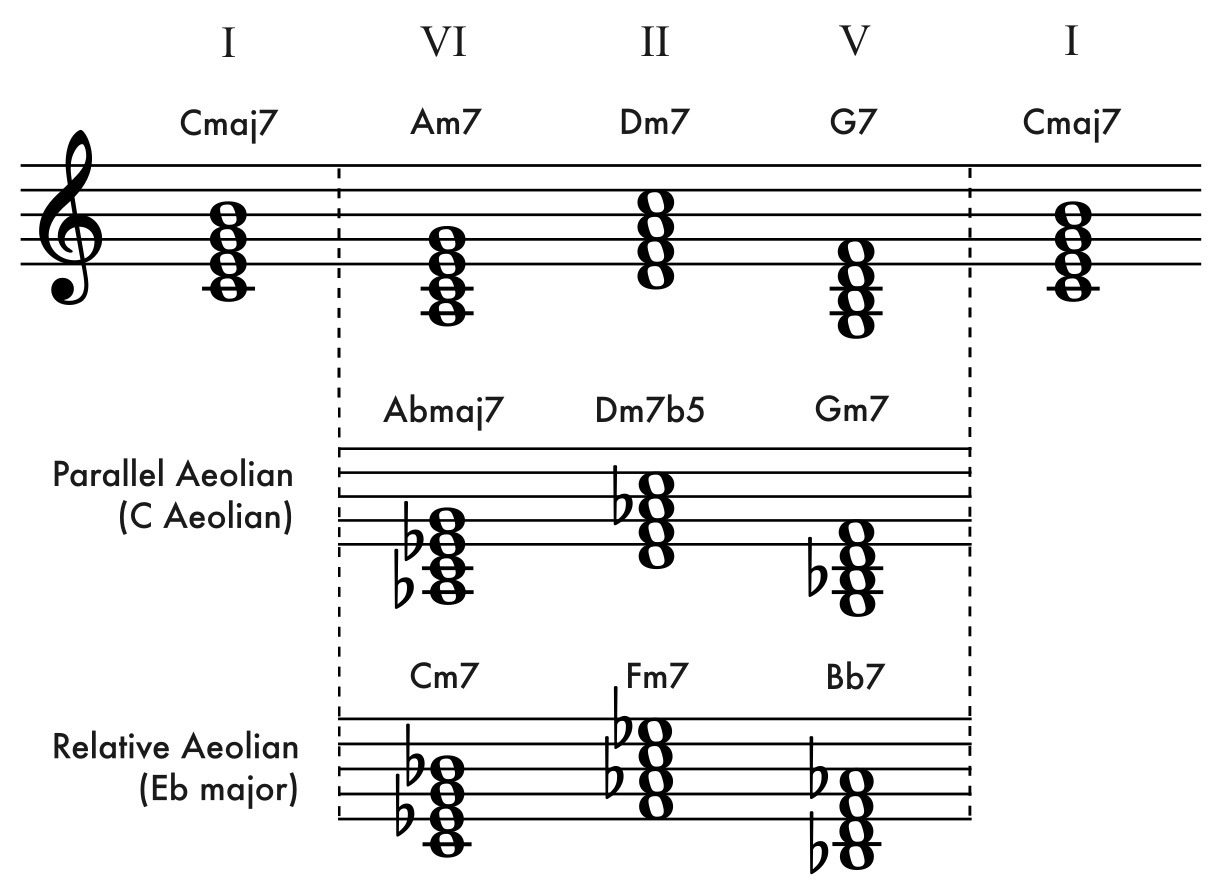 I VI II V I
Cmaj7 Am7 Dm7 G7 Cmaj7
Abmaj7 Dm7b5 Gm7
Parallel Aeolian
(C Aeolian)
Cm7 Fm7 Bb7
Relative Aeolian
(Eb major)